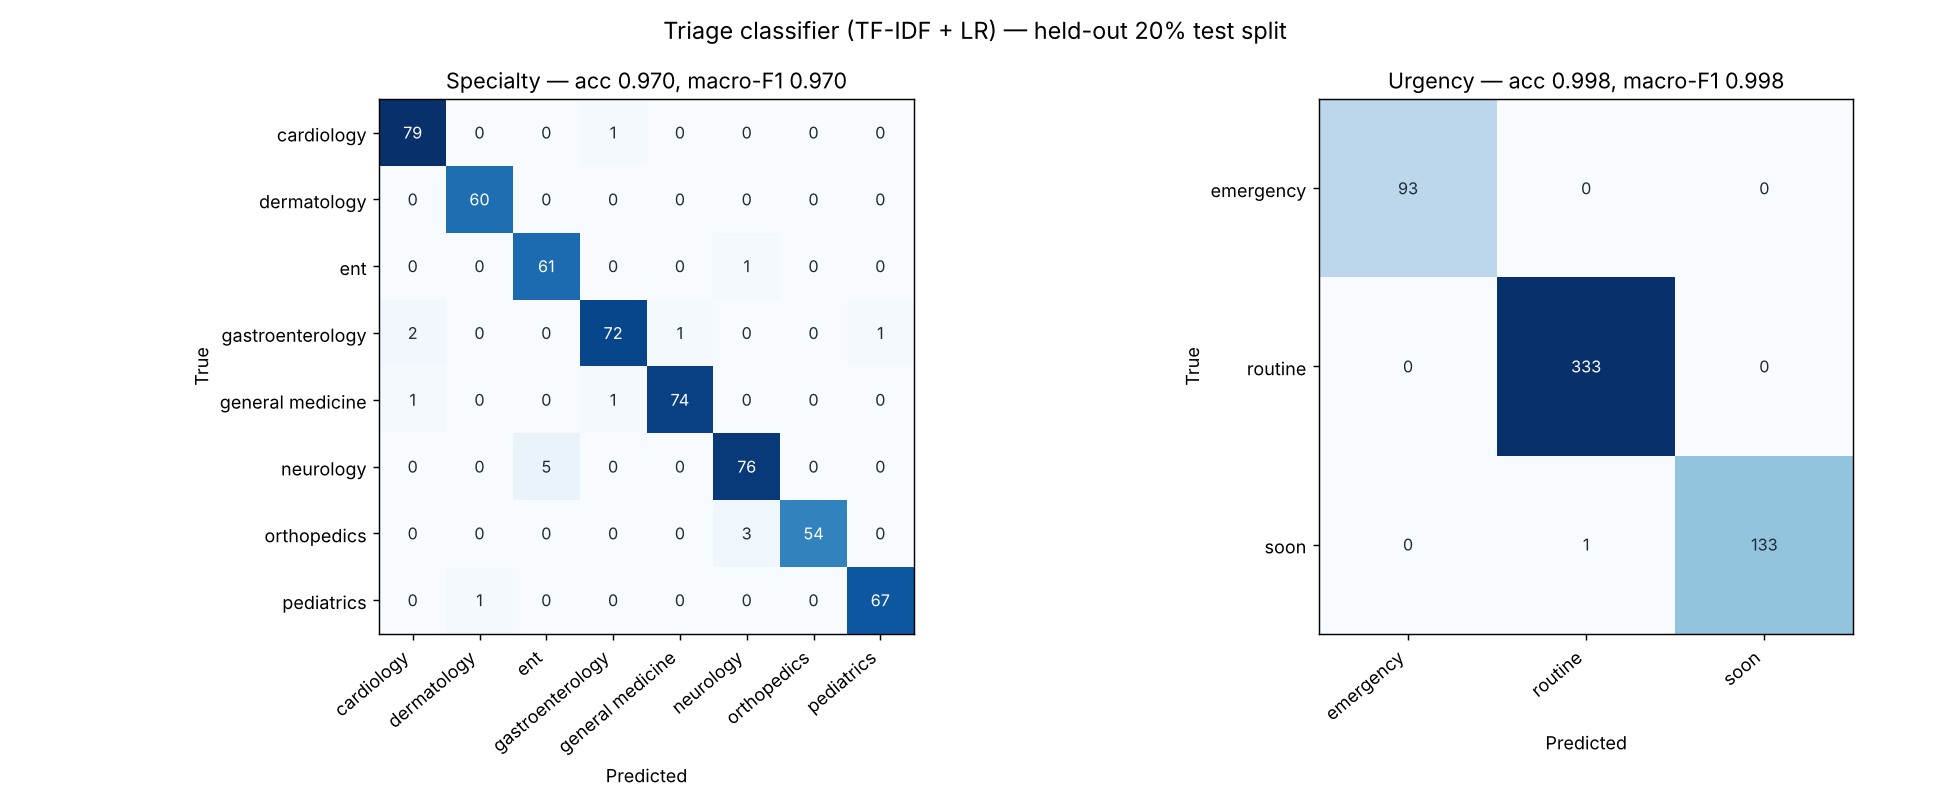 Triage classifier (TF-IDF + LR) — held-out 20% test split
Specialty — acc 0.970, macro-F1 0.970
True
cardiology 79 0 0 1 0 0 0 0
dermatology 0 60 0 0 0 0 0 0
ent 0 0 61 0 0 1 0 0
gastroenterology 2 0 0 72 1 0 0 1
general medicine 1 0 0 1 74 0 0 0
neurology 0 0 5 0 0 76 0 0
orthopedics 0 0 0 0 0 3 54 0
pediatrics 0 1 0 0 0 0 0 67
cardiology dermatology ent gastroenterology general medicine neurology orthopedics pediatrics
Predicted
Urgency — acc 0.998, macro-F1 0.998
True
emergency 93 0 0
routine 0 333 0
soon 0 1 133
emergency routine soon
Predicted